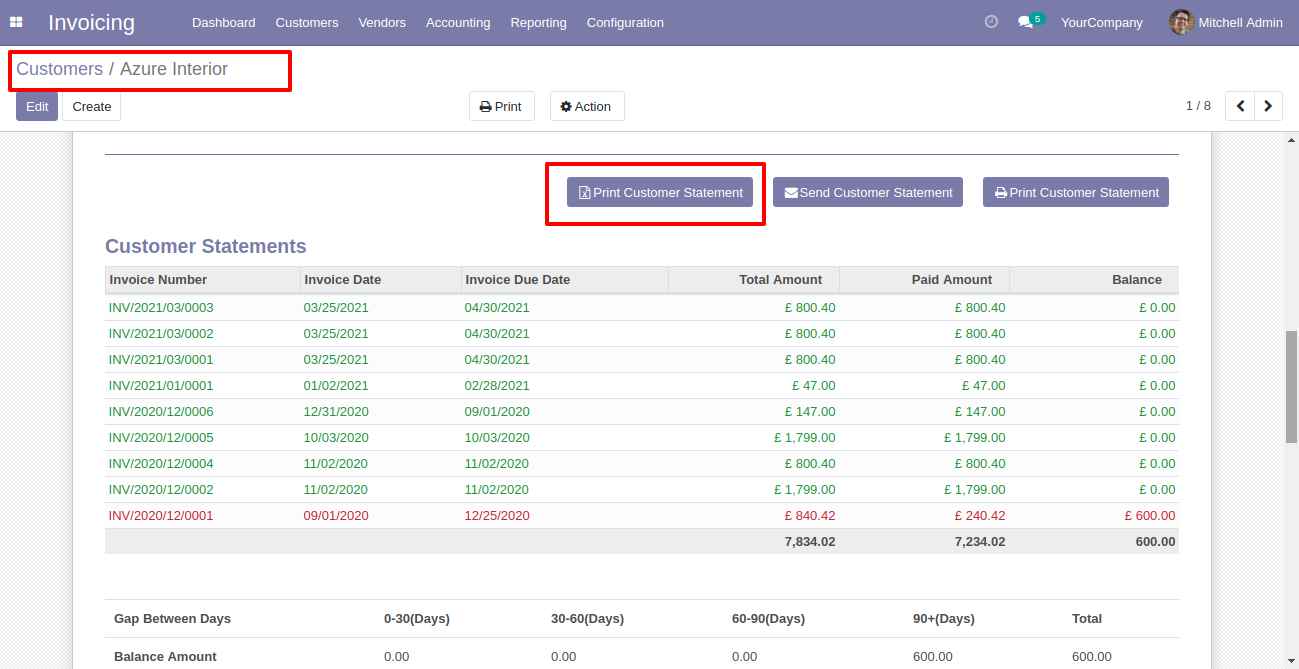 Invoicing Dashboard Customers Vendors Accounting Reporting Configuration 5 YourCompany Mitchell Admin
Customers / Azure Interior
Edit Create Print Action 1 / 8
Print Customer Statement Send Customer Statement Print Customer Statement
Customer Statements
Invoice Number Invoice Date Invoice Due Date Total Amount Paid Amount Balance
INV/2021/03/0003 03/25/2021 04/30/2021 £ 800.40 £ 800.40 £ 0.00
INV/2021/03/0002 03/25/2021 04/30/2021 £ 800.40 £ 800.40 £ 0.00
INV/2021/03/0001 03/25/2021 04/30/2021 £ 800.40 £ 800.40 £ 0.00
INV/2021/01/0001 01/02/2021 02/28/2021 £ 47.00 £ 47.00 £ 0.00
INV/2020/12/0006 12/31/2020 09/01/2020 £ 147.00 £ 147.00 £ 0.00
INV/2020/12/0005 10/03/2020 10/03/2020 £ 1,799.00 £ 1,799.00 £ 0.00
INV/2020/12/0004 11/02/2020 11/02/2020 £ 800.40 £ 800.40 £ 0.00
INV/2020/12/0002 11/02/2020 11/02/2020 £ 1,799.00 £ 1,799.00 £ 0.00
INV/2020/12/0001 09/01/2020 12/25/2020 £ 840.42 £ 240.42 £ 600.00
7,834.02 7,234.02 600.00
Gap Between Days 0-30(Days) 30-60(Days) 60-90(Days) 90+(Days) Total
Balance Amount 0.00 0.00 0.00 600.00 600.00